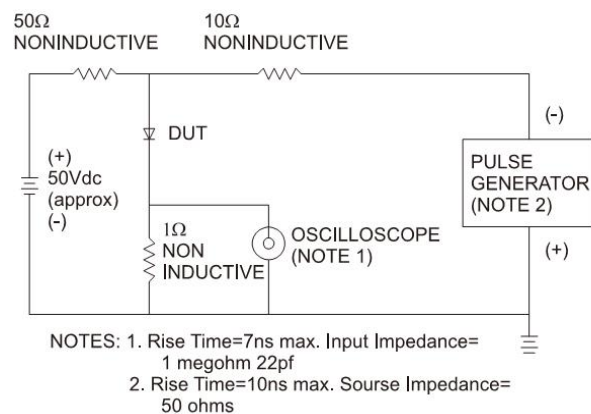 50Ω
NONINDUCTIVE
10Ω
NONINDUCTIVE
DUT
(+)
50Vdc
(approx)
(-)
1Ω
NON
INDUCTIVE
OSCILLOSCOPE
(NOTE 1)
(-)
PULSE
GENERATOR
(NOTE 2)
(+)
NOTES: 1. Rise Time=7ns max. Input Impedance=
1 megohm 22pf
2. Rise Time=10ns max. Sourse Impedance=
50 ohms